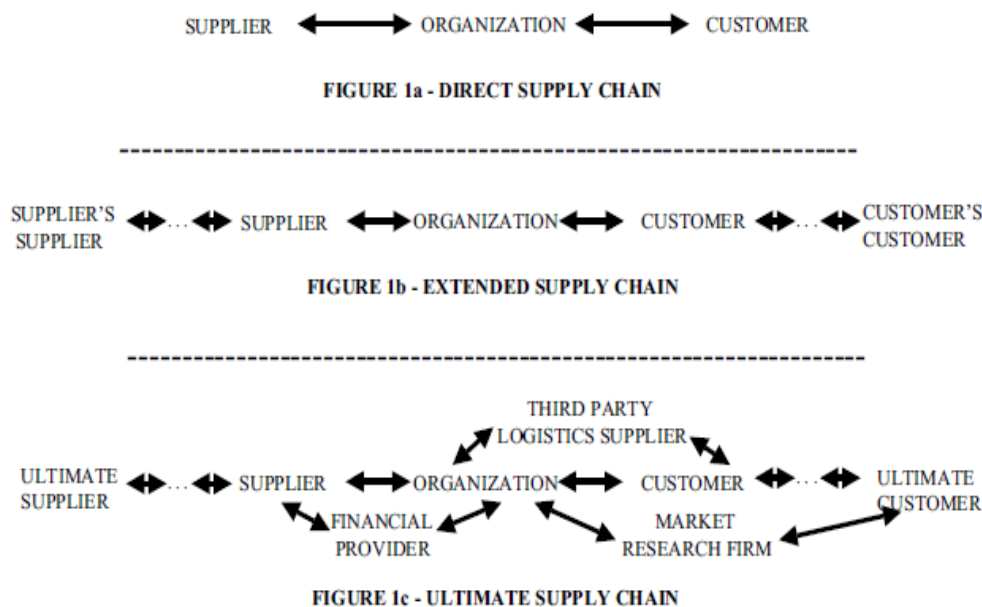 SUPPLIER ORGANIZATION CUSTOMER
FIGURE 1a - DIRECT SUPPLY CHAIN
SUPPLIER'S SUPPLIER ... SUPPLIER ORGANIZATION CUSTOMER ... CUSTOMER'S CUSTOMER
FIGURE 1b - EXTENDED SUPPLY CHAIN
THIRD PARTY
LOGISTICS SUPPLIER
ULTIMATE SUPPLIER ... SUPPLIER ORGANIZATION CUSTOMER ... ULTIMATE CUSTOMER
FINANCIAL PROVIDER
MARKET RESEARCH FIRM
FIGURE 1c - ULTIMATE SUPPLY CHAIN